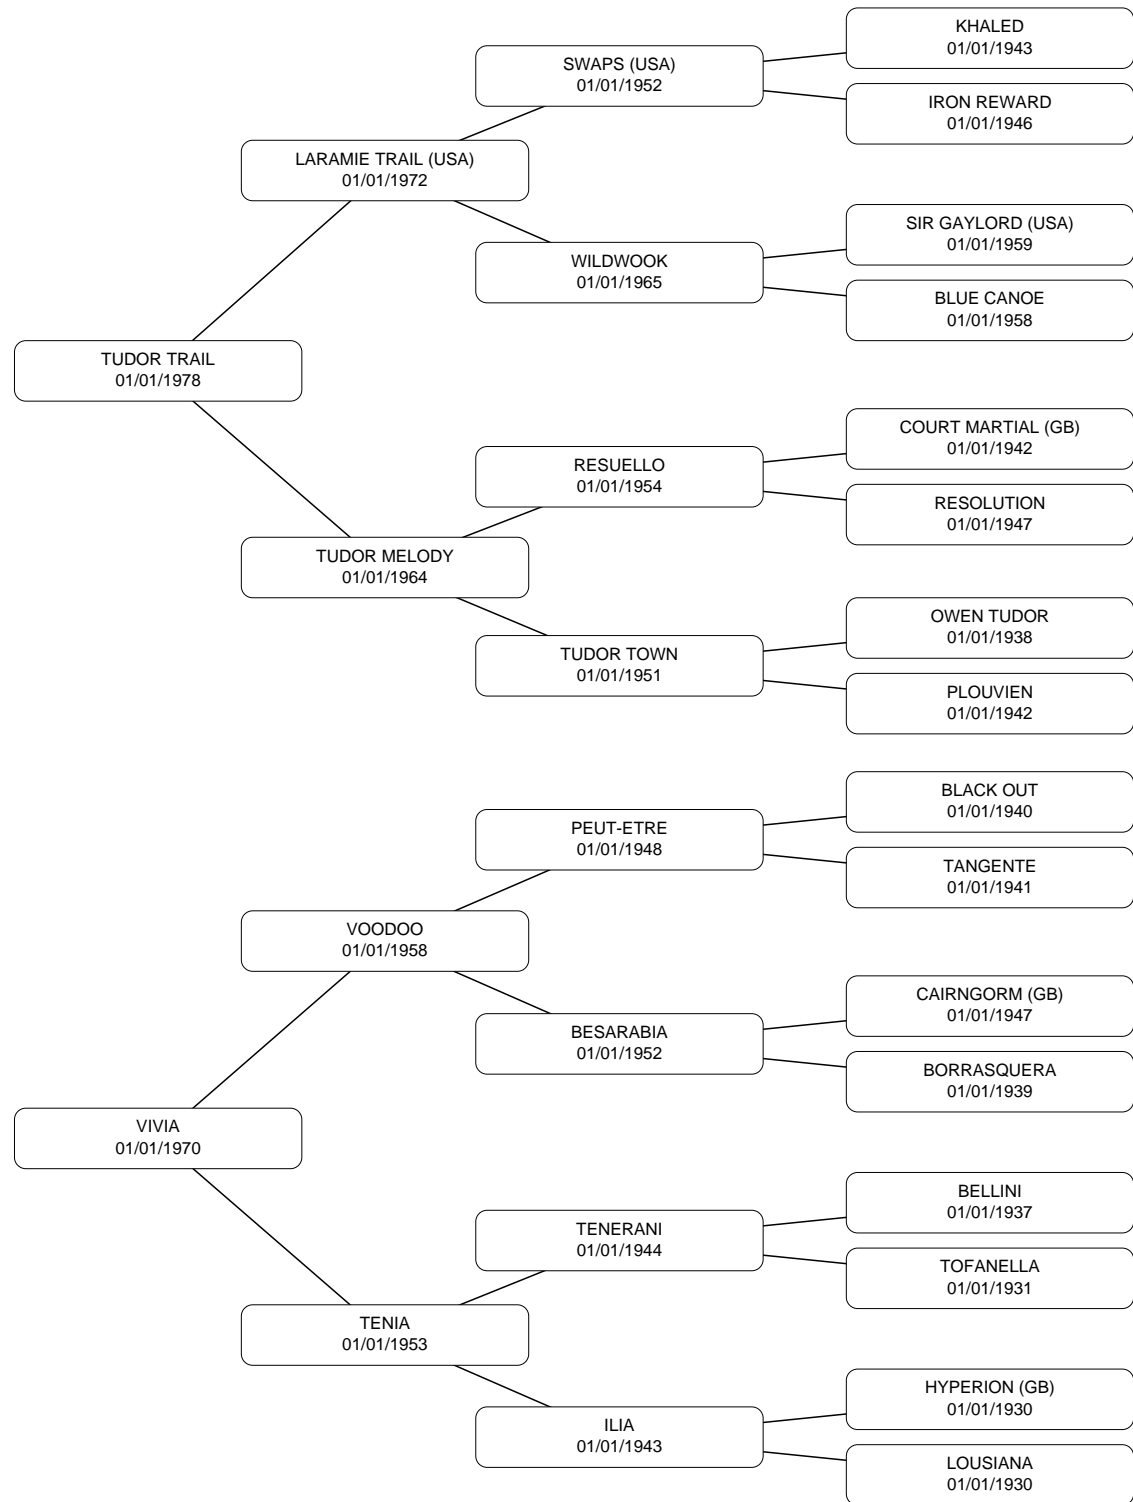 KHALED
01/01/1943
SWAPS (USA)
01/01/1952
IRON REWARD
01/01/1946
LARAMIE TRAIL (USA)
01/01/1972
SIR GAYLORD (USA)
01/01/1959
WILDWOOK
01/01/1965
BLUE CANOE
01/01/1958
TUDOR TRAIL
01/01/1978
COURT MARTIAL (GB)
01/01/1942
RESUELLO
01/01/1954
RESOLUTION
01/01/1947
TUDOR MELODY
01/01/1964
OWEN TUDOR
01/01/1938
TUDOR TOWN
01/01/1951
PLOUVIEN
01/01/1942
BLACK OUT
01/01/1940
PEUT-ETRE
01/01/1948
TANGENTE
01/01/1941
VOODOO
01/01/1958
CAIRNGORM (GB)
01/01/1947
BESARABIA
01/01/1952
BORRASQUERA
01/01/1939
VIVIA
01/01/1970
BELLINI
01/01/1937
TENERANI
01/01/1944
TOFANELLA
01/01/1931
TENIA
01/01/1953
HYPERION (GB)
01/01/1930
ILIA
01/01/1943
LOUSIANA
01/01/1930